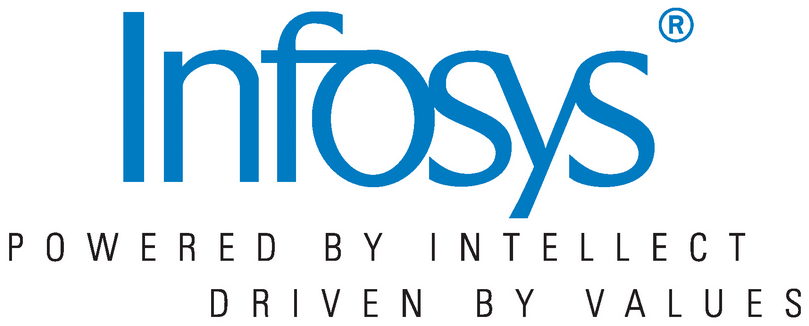 Infosys®
POWERED BY INTELLECT
DRIVEN BY VALUES